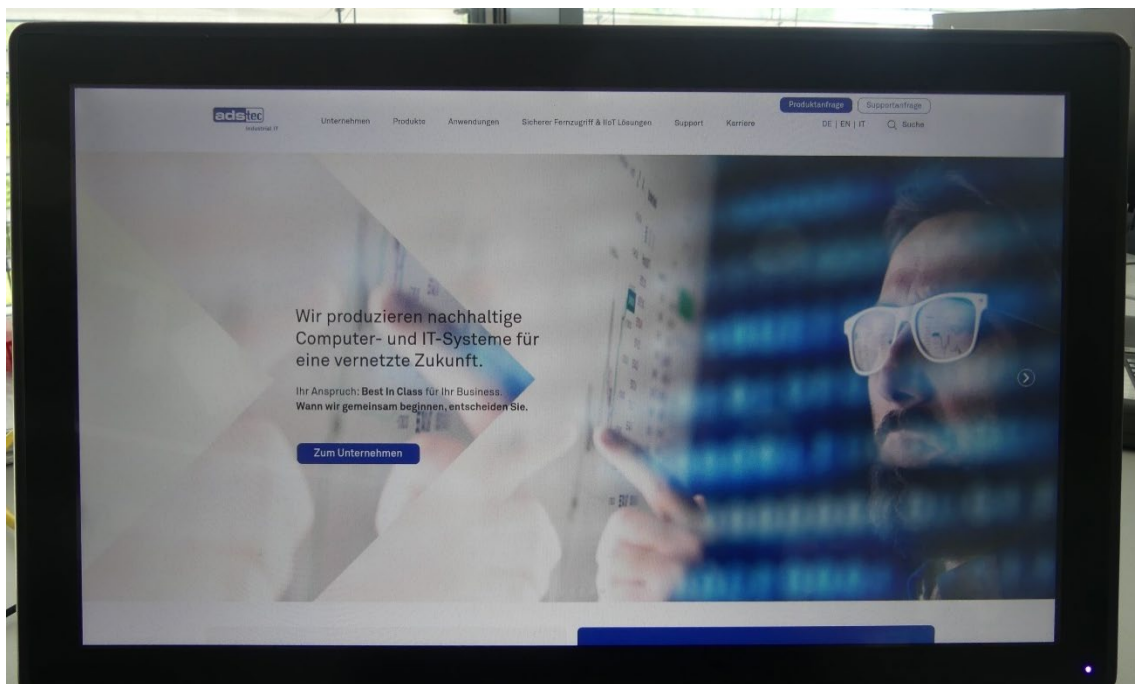 Produktanfrage
Supportanfrage
adstec
Industrial IT
Unternehmen
Produkte
Anwendungen
Sicherer Fernzugriff & IIoT Lösungen
Support
Karriere
DE | EN | IT
Suche
Wir produzieren nachhaltige
Computer- und IT-Systeme für
eine vernetzte Zukunft.
Ihr Anspruch: Best In Class für Ihr Business.
Wann wir gemeinsam beginnen, entscheiden Sie.
Zum Unternehmen